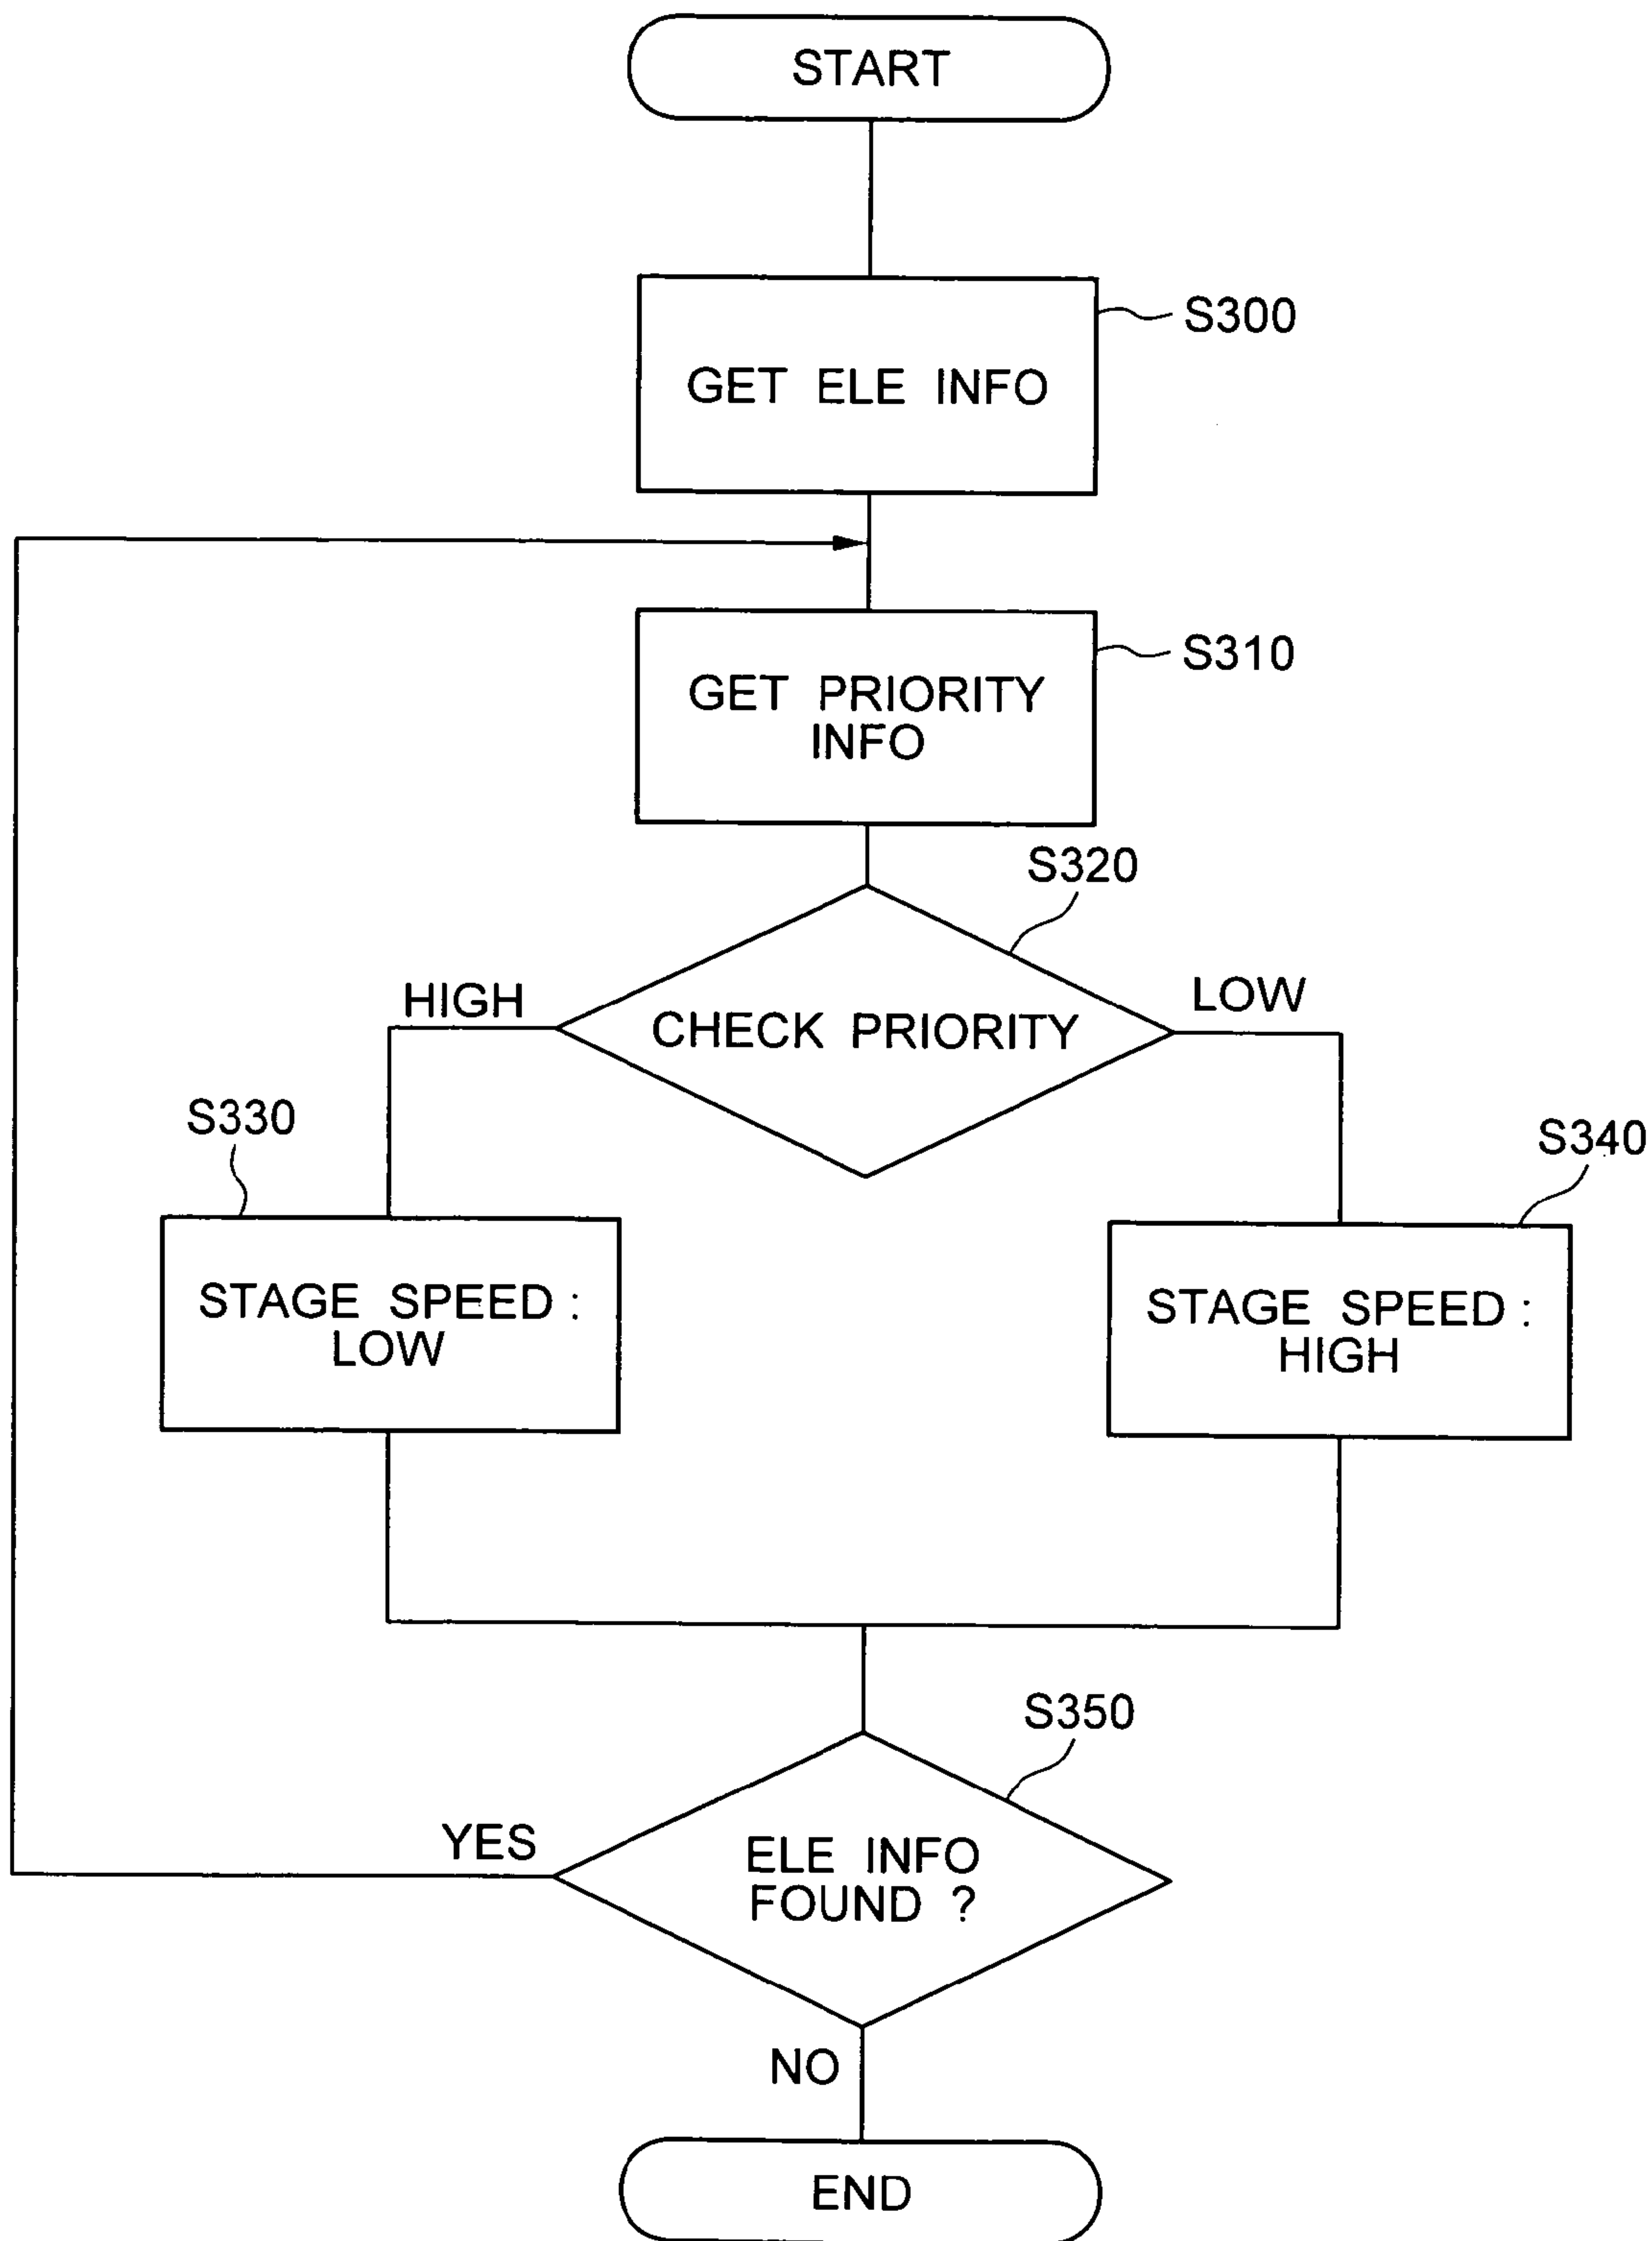 START
S300
GET ELE INFO
S310
GET PRIORITY
INFO
S320
HIGH
LOW
CHECK PRIORITY
S330
S340
STAGE SPEED :
LOW
STAGE SPEED :
HIGH
S350
YES
ELE INFO
FOUND ?
NO
END